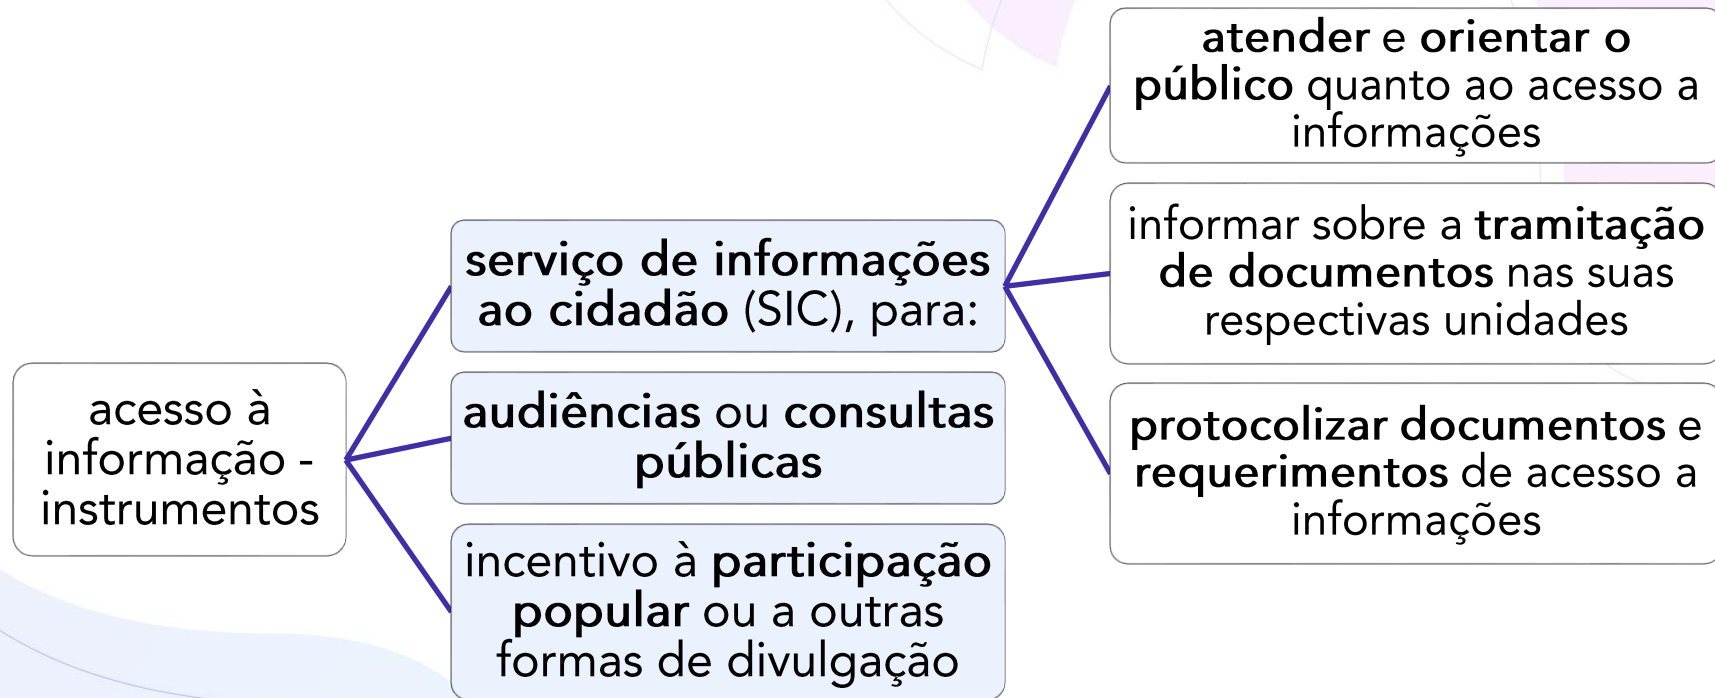 acesso à
informação -
instrumentos
serviço de informações
ao cidadão (SIC), para:
audiências ou consultas
públicas
incentivo à participação
popular ou a outras
formas de divulgação
atender e orientar o
público quanto ao acesso a
informações
informar sobre a tramitação
de documentos nas suas
respectivas unidades
protocolizar documentos e
requerimentos de acesso a
informações